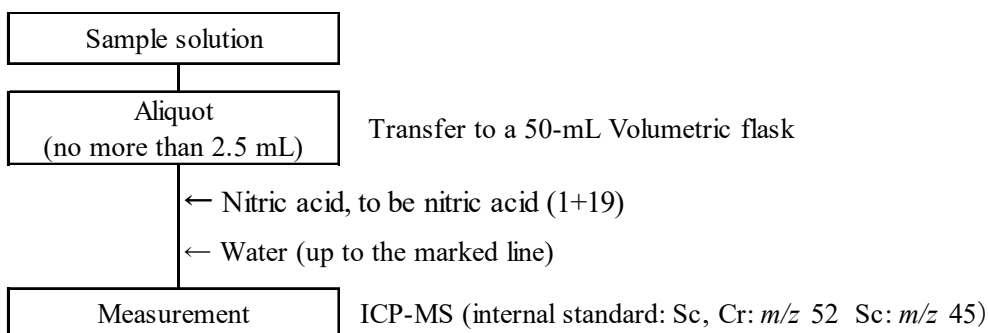 Sample solution
Aliquot
(no more than 2.5 mL)
Transfer to a 50-mL Volumetric flask
← Nitric acid, to be nitric acid (1+19)
← Water (up to the marked line)
Measurement
ICP-MS (internal standard: Sc, Cr: m/z 52 Sc: m/z 45)